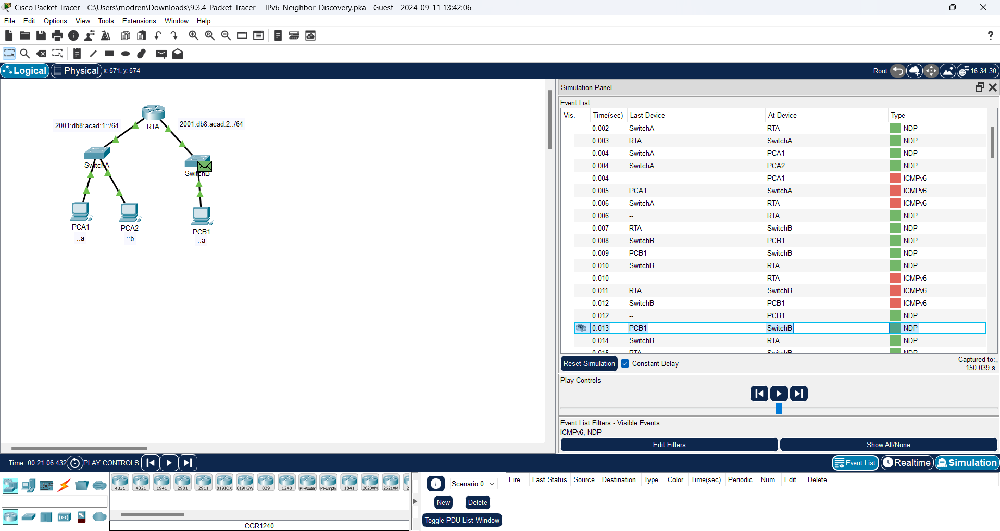 Cisco Packet Tracer - C:\Users\modren\Downloads\9.3.4_Packet_Tracer_-_IPv6_Neighbor_Discovery.pka - Guest - 2024-09-11 13:42:06
File Edit Options View Tools Extensions Window Help
Logical Physical x: 671, y: 674 Root 16:34:30
Simulation Panel
Event List
Vis. Time(sec) Last Device At Device Type
0.002 SwitchA RTA NDP
0.003 RTA SwitchA NDP
0.004 SwitchA PCA1 NDP
0.004 SwitchA PCA2 NDP
0.004 -- PCA1 ICMPv6
0.005 PCA1 SwitchA ICMPv6
0.006 SwitchA RTA ICMPv6
0.006 -- RTA NDP
0.007 RTA SwitchB NDP
0.008 SwitchB PCB1 NDP
0.009 PCB1 SwitchB NDP
0.010 SwitchB RTA NDP
0.010 -- RTA ICMPv6
0.011 RTA SwitchB ICMPv6
0.012 SwitchB PCB1 ICMPv6
0.012 -- PCB1 NDP
0.013 PCB1 SwitchB NDP
0.014 SwitchB RTA NDP
0.015 RTA SwitchB NDP
Reset Simulation Constant Delay Captured to:
150.039 s
Play Controls
Event List Filters - Visible Events
ICMPv6, NDP
Edit Filters Show All/None
2001:db8:acad:1::/64
RTA
2001:db8:acad:2::/64
SwitchA
SwitchB
PCA1
::a
PCA2
::b
PCB1
::a
Time: 00:21:06.432 PLAY CONTROLS: Event List Realtime Simulation
4331 4321 1941 2901 2911 819IOX 819HGW 829 1240 PT-Router PT-Empty 1841 2620XM 2621XM 2
CGR1240
Scenario 0
New Delete
Toggle PDU List Window
Fire Last Status Source Destination Type Color Time(sec) Periodic Num Edit Delete